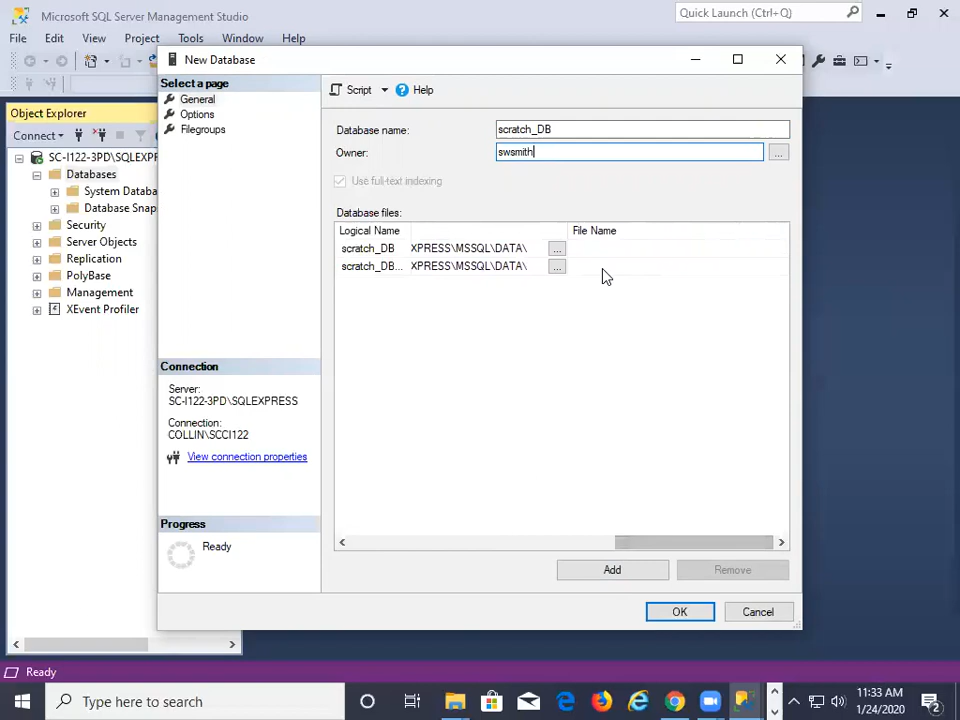 Microsoft SQL Server Management Studio
Quick Launch (Ctrl+Q)
File Edit View Project Tools Window Help
New Database
Object Explorer
Connect
SC-I122-3PD\SQLEXPRESS
Databases
System Databa
Database Snap
Security
Server Objects
Replication
PolyBase
Management
XEvent Profiler
Select a page
General
Options
Filegroups
Connection
Server:
SC-I122-3PD\SQLEXPRESS
Connection:
COLLIN\SCCI122
View connection properties
Progress
Ready
Script Help
Database name: scratch_DB
Owner: swsmith ...
Use full-text indexing
Database files:
Logical Name File Name
scratch_DB XPRESS\MSSQL\DATA\ ...
scratch_DB... XPRESS\MSSQL\DATA\ ...
Add Remove
OK Cancel
Ready
Type here to search
11:33 AM
1/24/2020
2